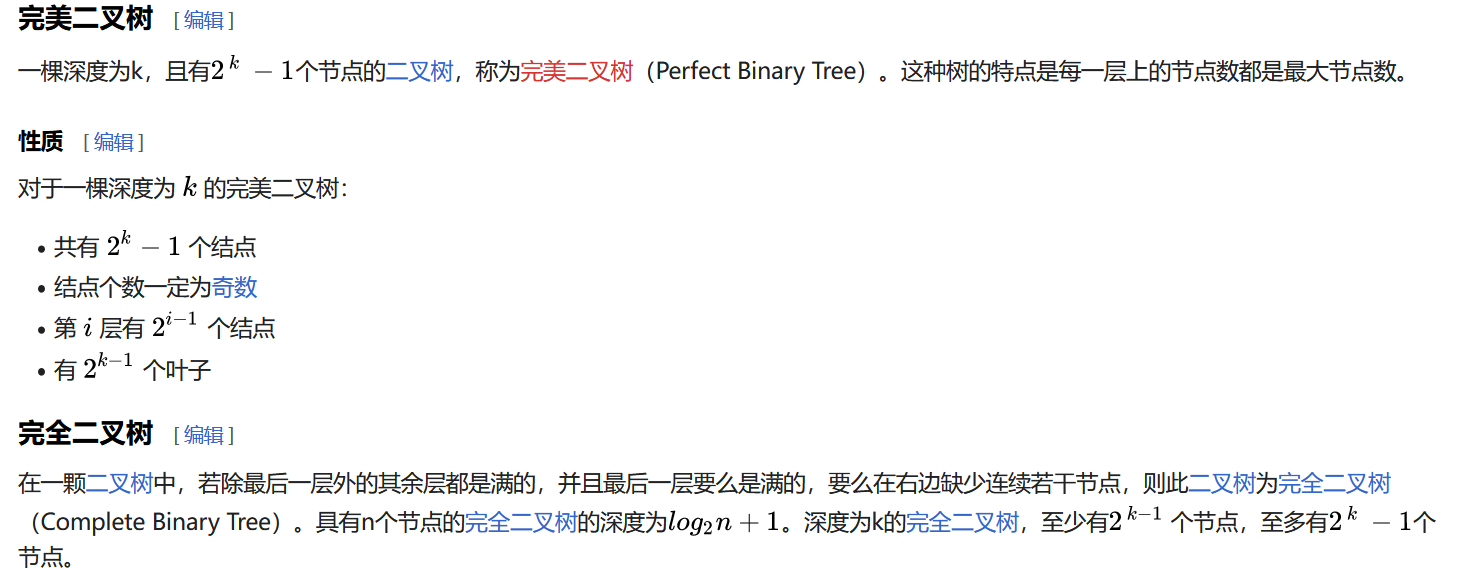 完美二叉树 [编辑]
一棵深度为k，且有2^k − 1个节点的二叉树，称为完美二叉树（Perfect Binary Tree）。这种树的特点是每一层上的节点数都是最大节点数。
性质 [编辑]
对于一棵深度为 k 的完美二叉树：
• 共有 2^k − 1 个结点
• 结点个数一定为奇数
• 第 i 层有 2^{i−1} 个结点
• 有 2^{k−1} 个叶子
完全二叉树 [编辑]
在一颗二叉树中，若除最后一层外的其余层都是满的，并且最后一层要么是满的，要么在右边缺少连续若干节点，则此二叉树为完全二叉树
（Complete Binary Tree）。具有n个节点的完全二叉树的深度为log_2n + 1。深度为k的完全二叉树，至少有2^{k−1}个节点，至多有2^k − 1个
节点。